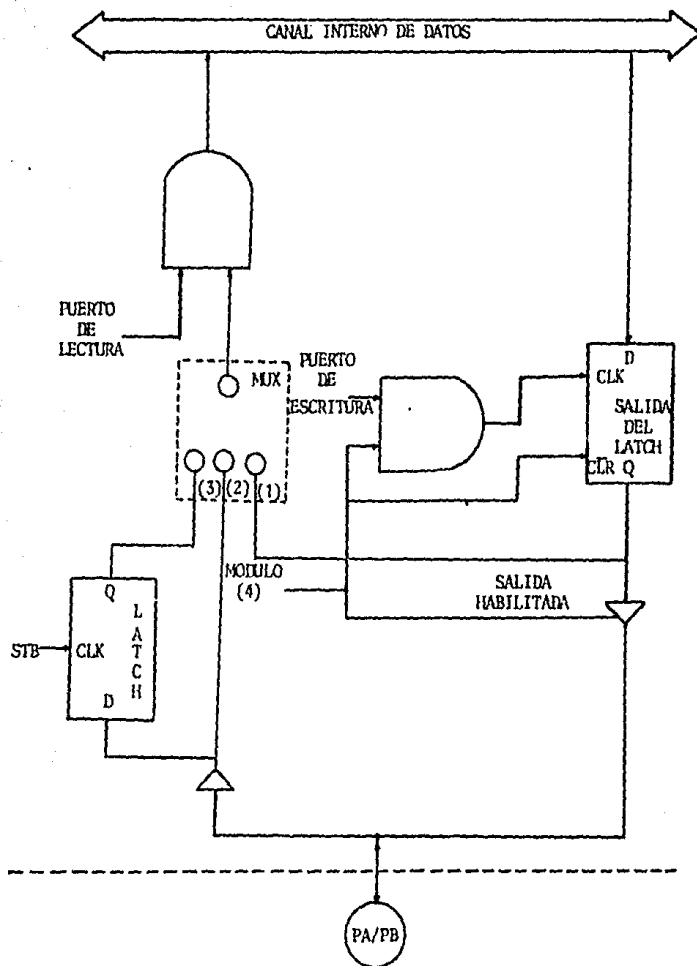 CANAL INTERNO DE DATOS
PUERTO
DE
LECTURA
MUX
PUERTO
DE
ESCRITURA
D
CLK
SALIDA
DEL
LATCH
CLR Q
(3) (2) (1)
MODULO
(4)
SALIDA
HABILITADA
Q
STB
CLK
D
LATCH
PA/PB